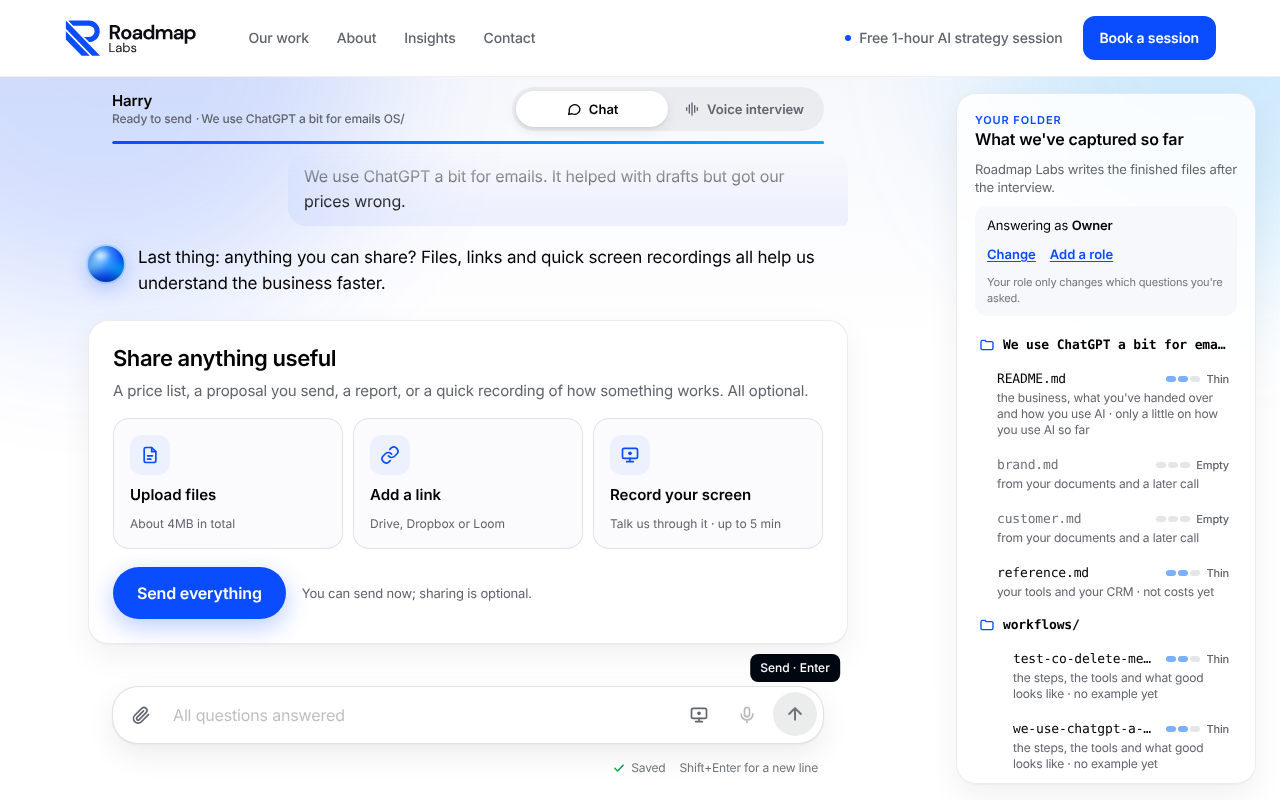 Roadmap
Labs
Our work
About
Insights
Contact
Free 1-hour AI strategy session
Book a session
Harry
Ready to send · We use ChatGPT a bit for emails OS/
Chat
Voice interview
We use ChatGPT a bit for emails. It helped with drafts but got our
prices wrong.
Last thing: anything you can share? Files, links and quick screen recordings all help us
understand the business faster.
Share anything useful
A price list, a proposal you send, a report, or a quick recording of how something works. All optional.
Upload files
About 4MB in total
Add a link
Drive, Dropbox or Loom
Record your screen
Talk us through it · up to 5 min
Send everything
You can send now; sharing is optional.
Send · Enter
All questions answered
Saved
Shift+Enter for a new line
YOUR FOLDER
What we've captured so far
Roadmap Labs writes the finished files after
the interview.
Answering as Owner
Change
Add a role
Your role only changes which questions you're
asked.
We use ChatGPT a bit for ema…
README.md
Thin
the business, what you've handed over
and how you use AI · only a little on how
you use AI so far
brand.md
Empty
from your documents and a later call
customer.md
Empty
from your documents and a later call
reference.md
Thin
your tools and your CRM · not costs yet
workflows/
test-co-delete-me…
Thin
the steps, the tools and what good
looks like · no example yet
we-use-chatgpt-a-…
Thin
the steps, the tools and what good
looks like · no example yet